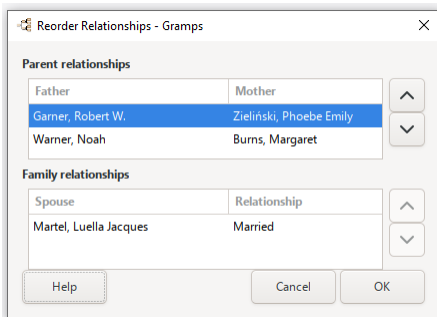 Reorder Relationships - Gramps
Parent relationships
Father Mother
Garner, Robert W. Zieliński, Phoebe Emily
Warner, Noah Burns, Margaret
Family relationships
Spouse Relationship
Martel, Luella Jacques Married
Help Cancel OK